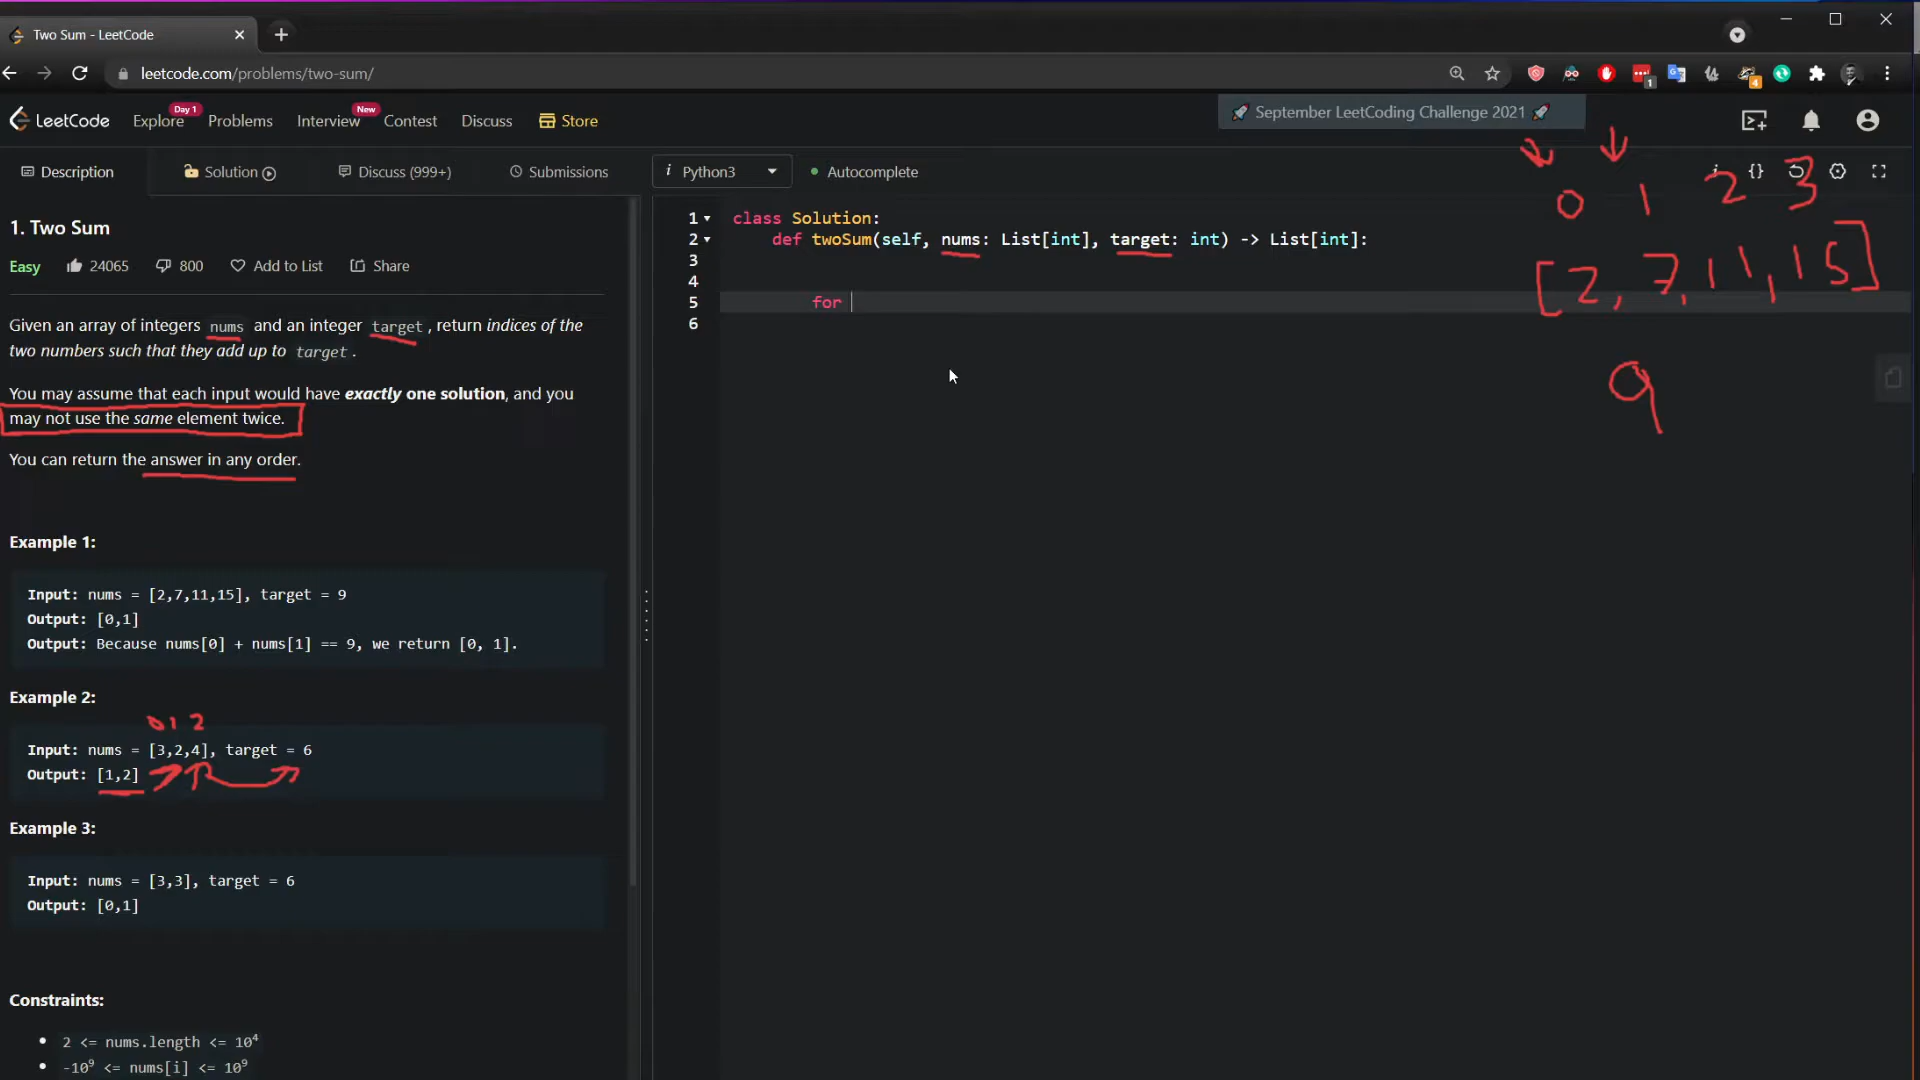 Two Sum - LeetCode
leetcode.com/problems/two-sum/
1
4
LeetCode
Explore
Day 1
Problems
Interview
New
Contest
Discuss
Store
🚀 September LeetCoding Challenge 2021 🚀
Description
Solution
Discuss (999+)
Submissions
i Python3
Autocomplete
i {}
1. Two Sum
Easy
24065
800
Add to List
Share
Given an array of integers nums and an integer target, return indices of the
two numbers such that they add up to target.
You may assume that each input would have exactly one solution, and you
may not use the same element twice.
You can return the answer in any order.
Example 1:
Input: nums = [2,7,11,15], target = 9
Output: [0,1]
Output: Because nums[0] + nums[1] == 9, we return [0, 1].
Example 2:
0 1 2
Input: nums = [3,2,4], target = 6
Output: [1,2]
Example 3:
Input: nums = [3,3], target = 6
Output: [0,1]
Constraints:
2 <= nums.length <= 10⁴
-10⁹ <= nums[i] <= 10⁹
1 class Solution:
2 def twoSum(self, nums: List[int], target: int) -> List[int]:
3
4
5 for
6
0 1 2 3
[2, 7, 11, 15]
9